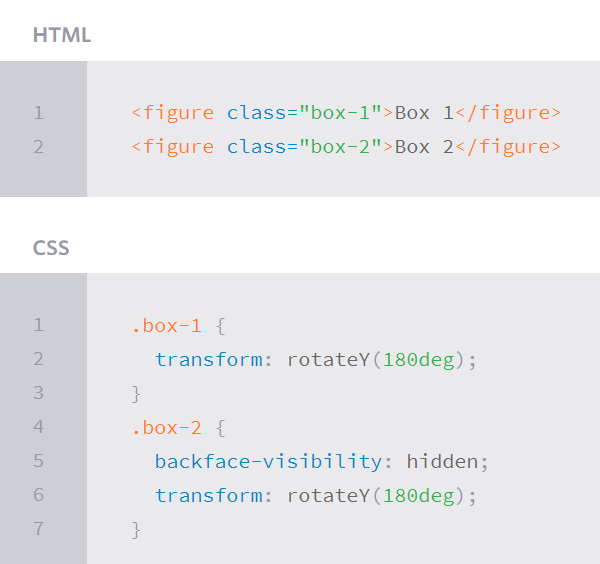 HTML
1 <figure class="box-1">Box 1</figure>
2 <figure class="box-2">Box 2</figure>
CSS
1 .box-1 {
2   transform: rotateY(180deg);
3 }
4 .box-2 {
5   backface-visibility: hidden;
6   transform: rotateY(180deg);
7 }